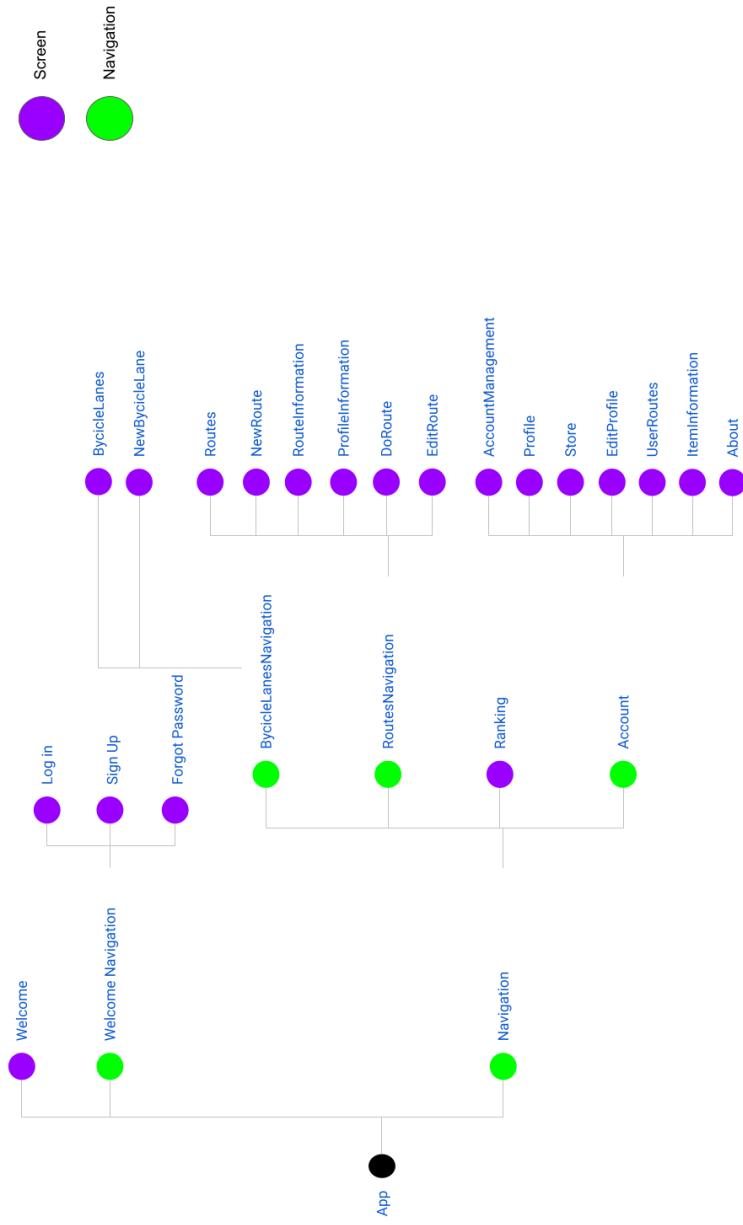 Screen
Navigation
BycicleLanes
NewBycicleLane
Routes
NewRoute
RouteInformation
ProfileInformation
DoRoute
EditRoute
AccountManagement
Profile
Store
EditProfile
UserRoutes
ItemInformation
About
Log in
Sign Up
Forgot Password
BycicleLanesNavigation
RoutesNavigation
Ranking
Account
Welcome
Welcome Navigation
Navigation
App